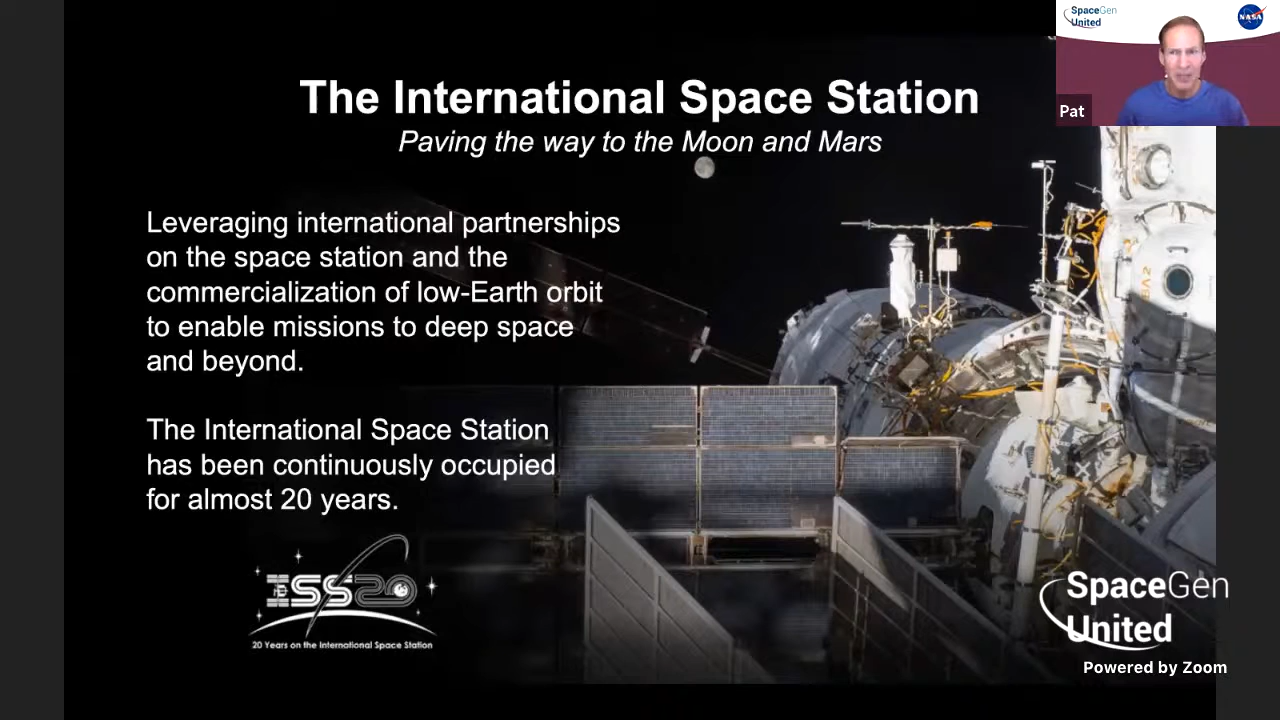 SpaceGen
United
NASA
Pat
The International Space Station
Paving the way to the Moon and Mars
Leveraging international partnerships
on the space station and the
commercialization of low-Earth orbit
to enable missions to deep space
and beyond.
The International Space Station
has been continuously occupied
for almost 20 years.
ISS20
20 Years on the International Space Station
SpaceGen
United
Powered by Zoom